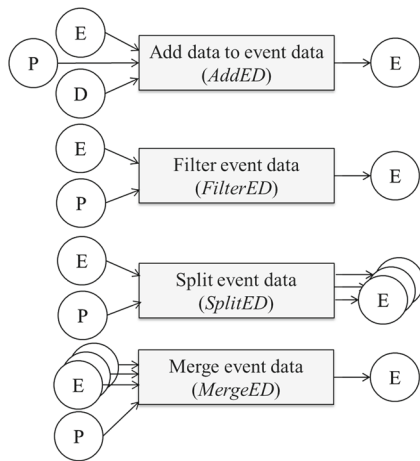 E
P
D
Add data to event data
(AddED)
E
E
P
Filter event data
(FilterED)
E
E
P
Split event data
(SplitED)
E
E
P
Merge event data
(MergeED)
E